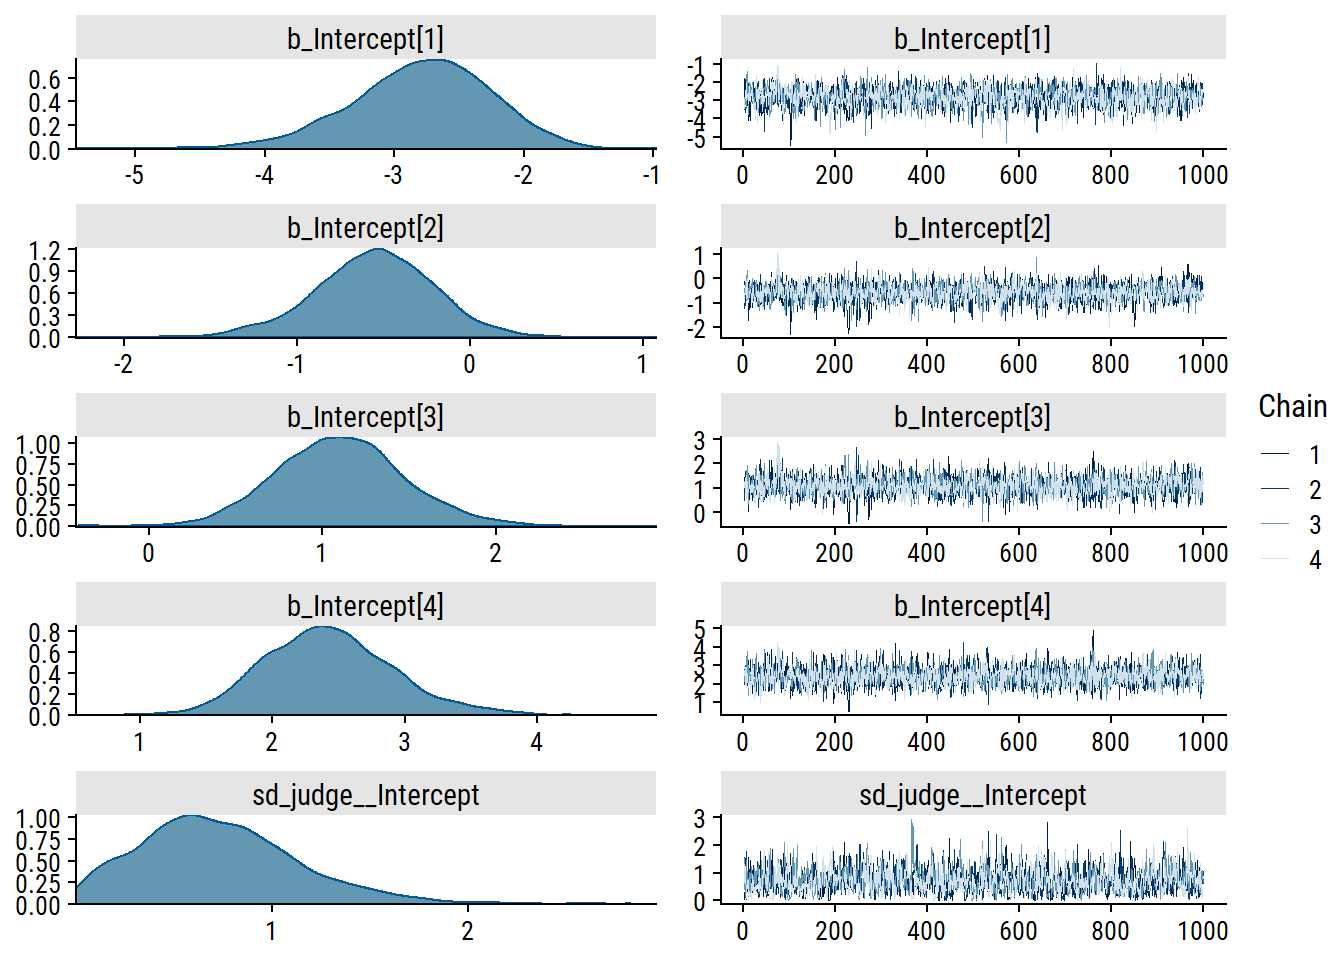 b_Intercept[1]
0.6
0.4
0.2
0.0
-5 -4 -3 -2 -1
b_Intercept[1]
-1
-2
-3
-4
-5
0 200 400 600 800 1000
b_Intercept[2]
1.2
0.9
0.6
0.3
0.0
-2 -1 0 1
b_Intercept[2]
1
0
-1
-2
0 200 400 600 800 1000
b_Intercept[3]
1.00
0.75
0.50
0.25
0.00
0 1 2
b_Intercept[3]
3
2
1
0
0 200 400 600 800 1000
b_Intercept[4]
0.8
0.6
0.4
0.2
0.0
1 2 3 4
b_Intercept[4]
5
4
3
2
1
0 200 400 600 800 1000
sd_judge__Intercept
1.00
0.75
0.50
0.25
0.00
1 2
sd_judge__Intercept
3
2
1
0
0 200 400 600 800 1000
Chain
1
2
3
4